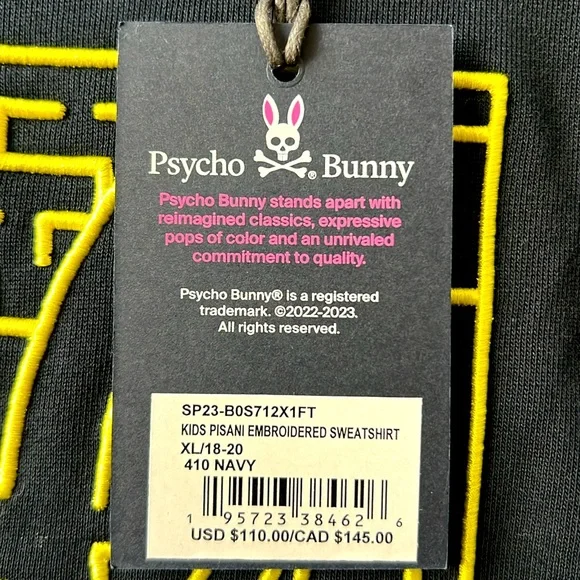 Psycho ® Bunny
Psycho Bunny stands apart with
reimagined classics, expressive
pops of color and an unrivaled
commitment to quality.
Psycho Bunny® is a registered
trademark. ©2022-2023.
All rights reserved.
SP23-B0S712X1FT
KIDS PISANI EMBROIDERED SWEATSHIRT
XL/18-20
410 NAVY
1 95723 38462 6
USD $110.00/CAD $145.00